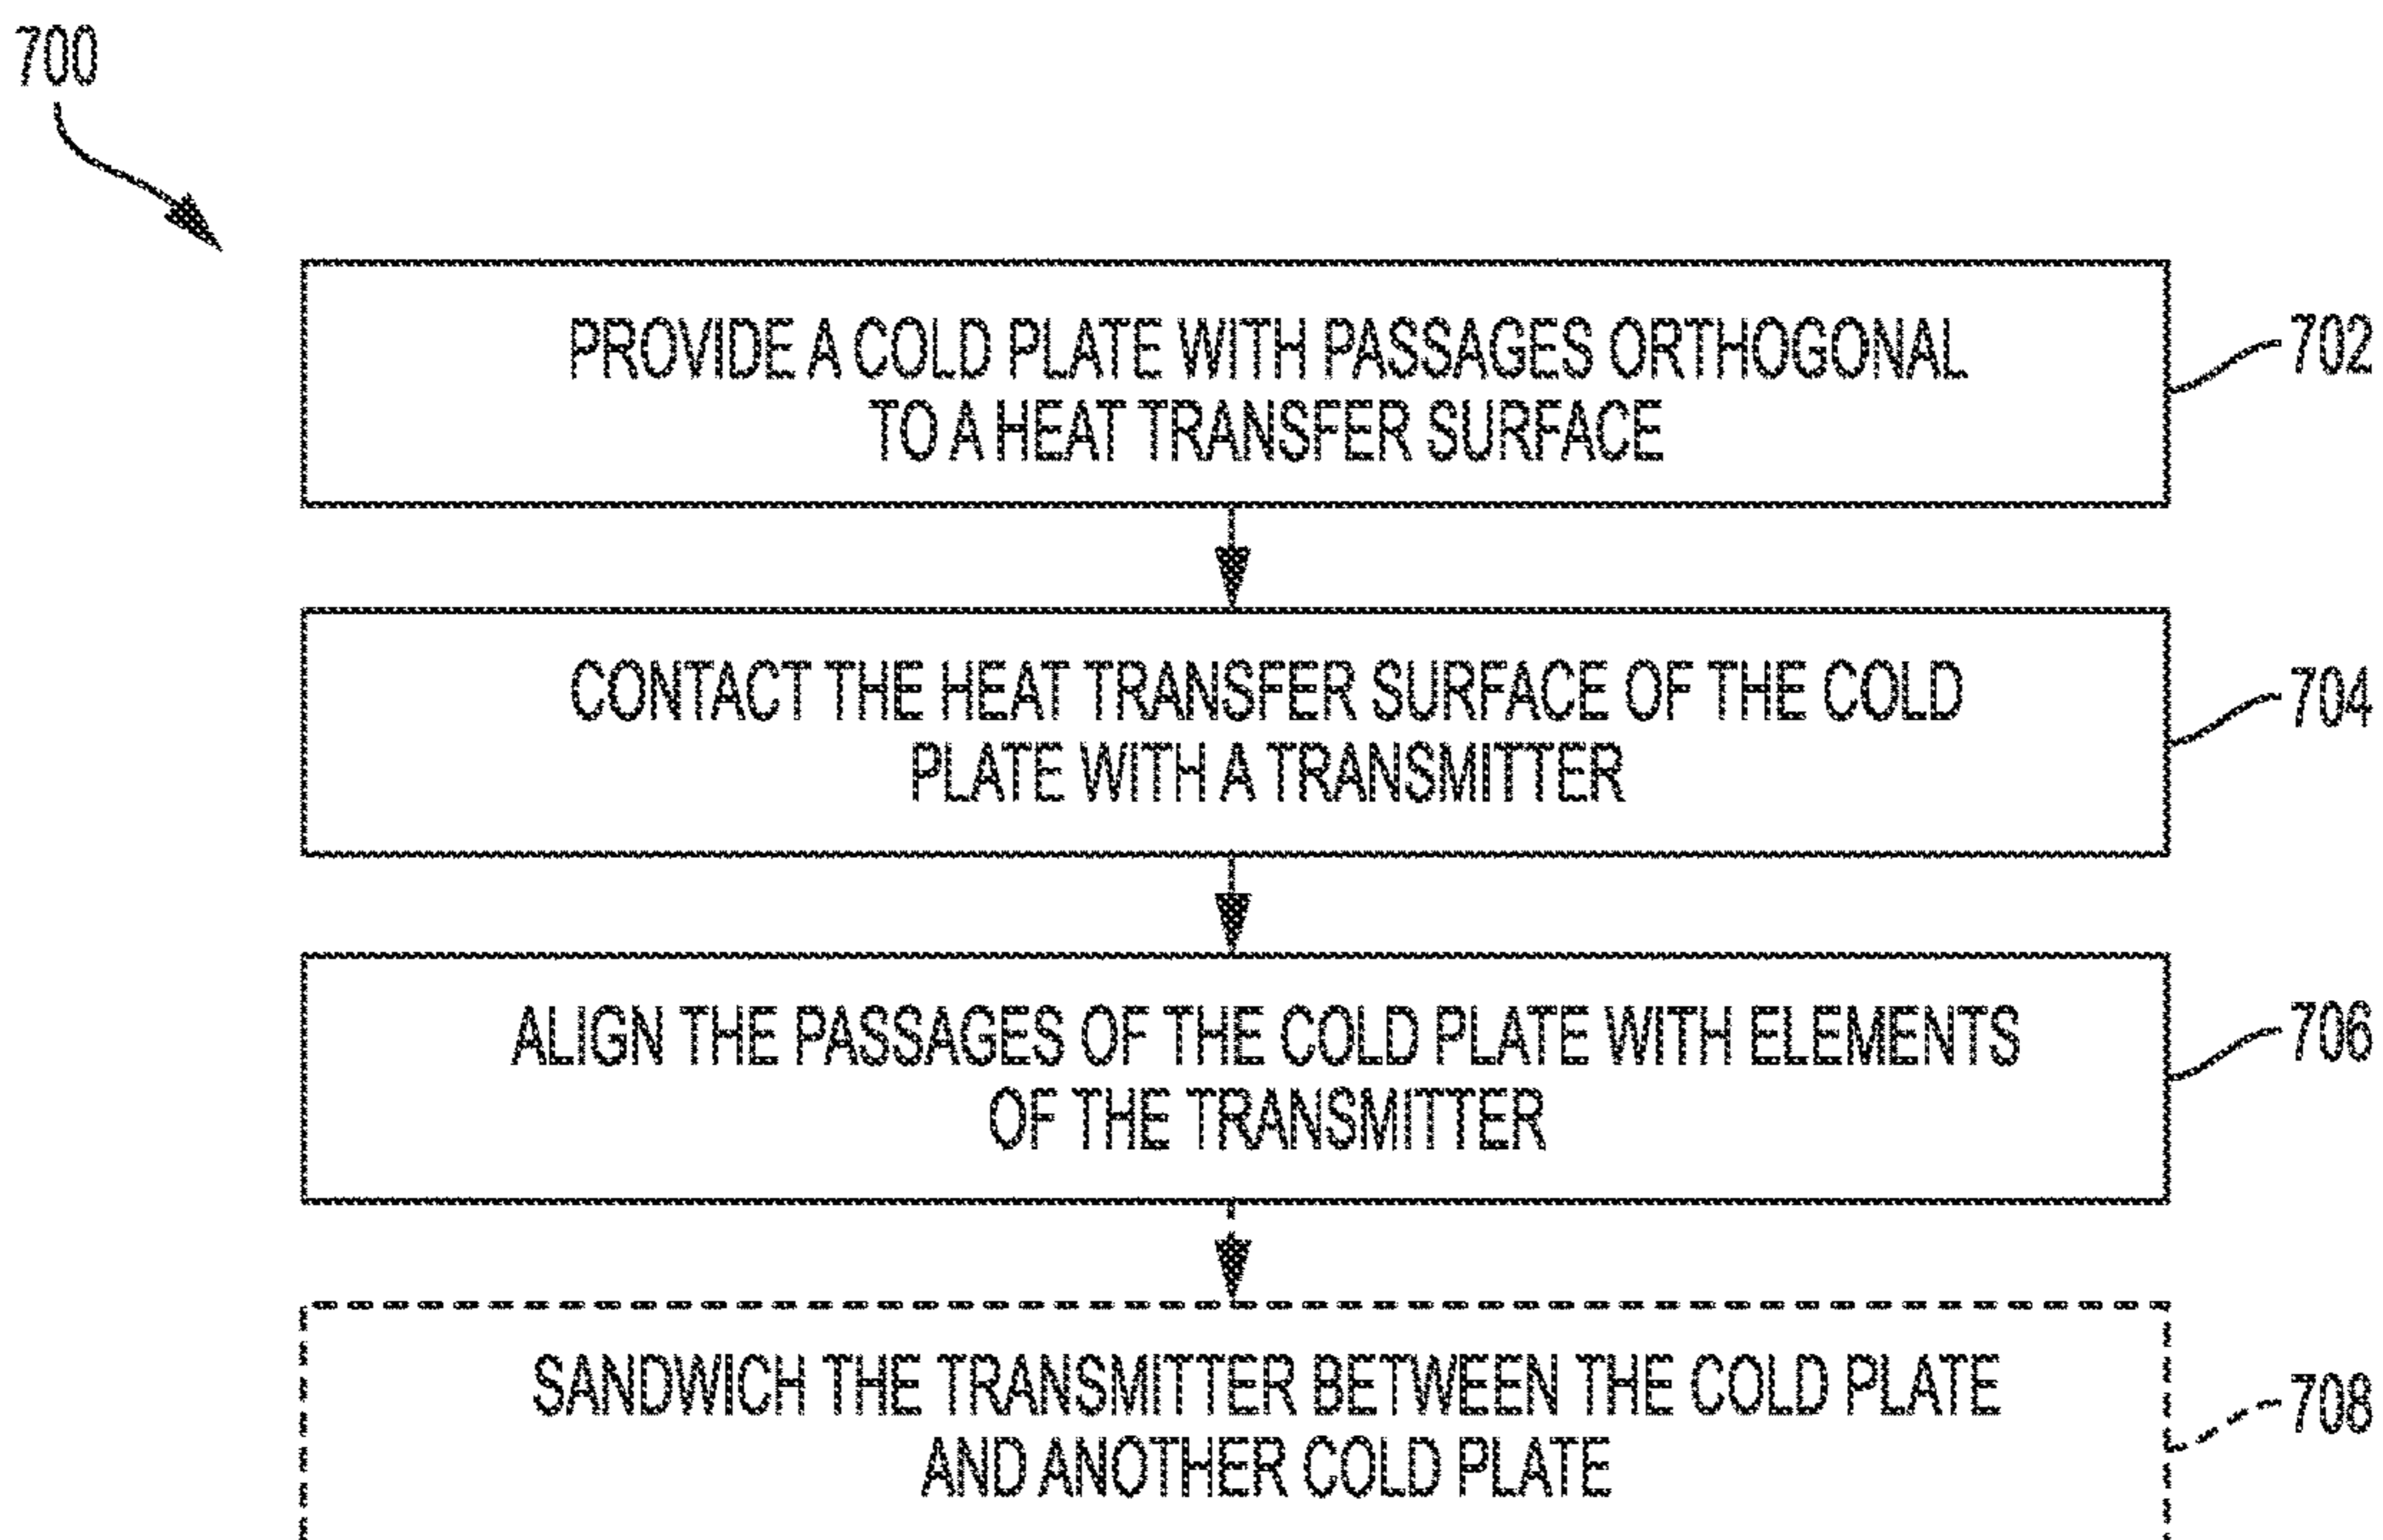 700
PROVIDE A COLD PLATE WITH PASSAGES ORTHOGONAL
TO A HEAT TRANSFER SURFACE
702
CONTACT THE HEAT TRANSFER SURFACE OF THE COLD
PLATE WITH A TRANSMITTER
704
ALIGN THE PASSAGES OF THE COLD PLATE WITH ELEMENTS
OF THE TRANSMITTER
706
SANDWICH THE TRANSMITTER BETWEEN THE COLD PLATE
AND ANOTHER COLD PLATE
708